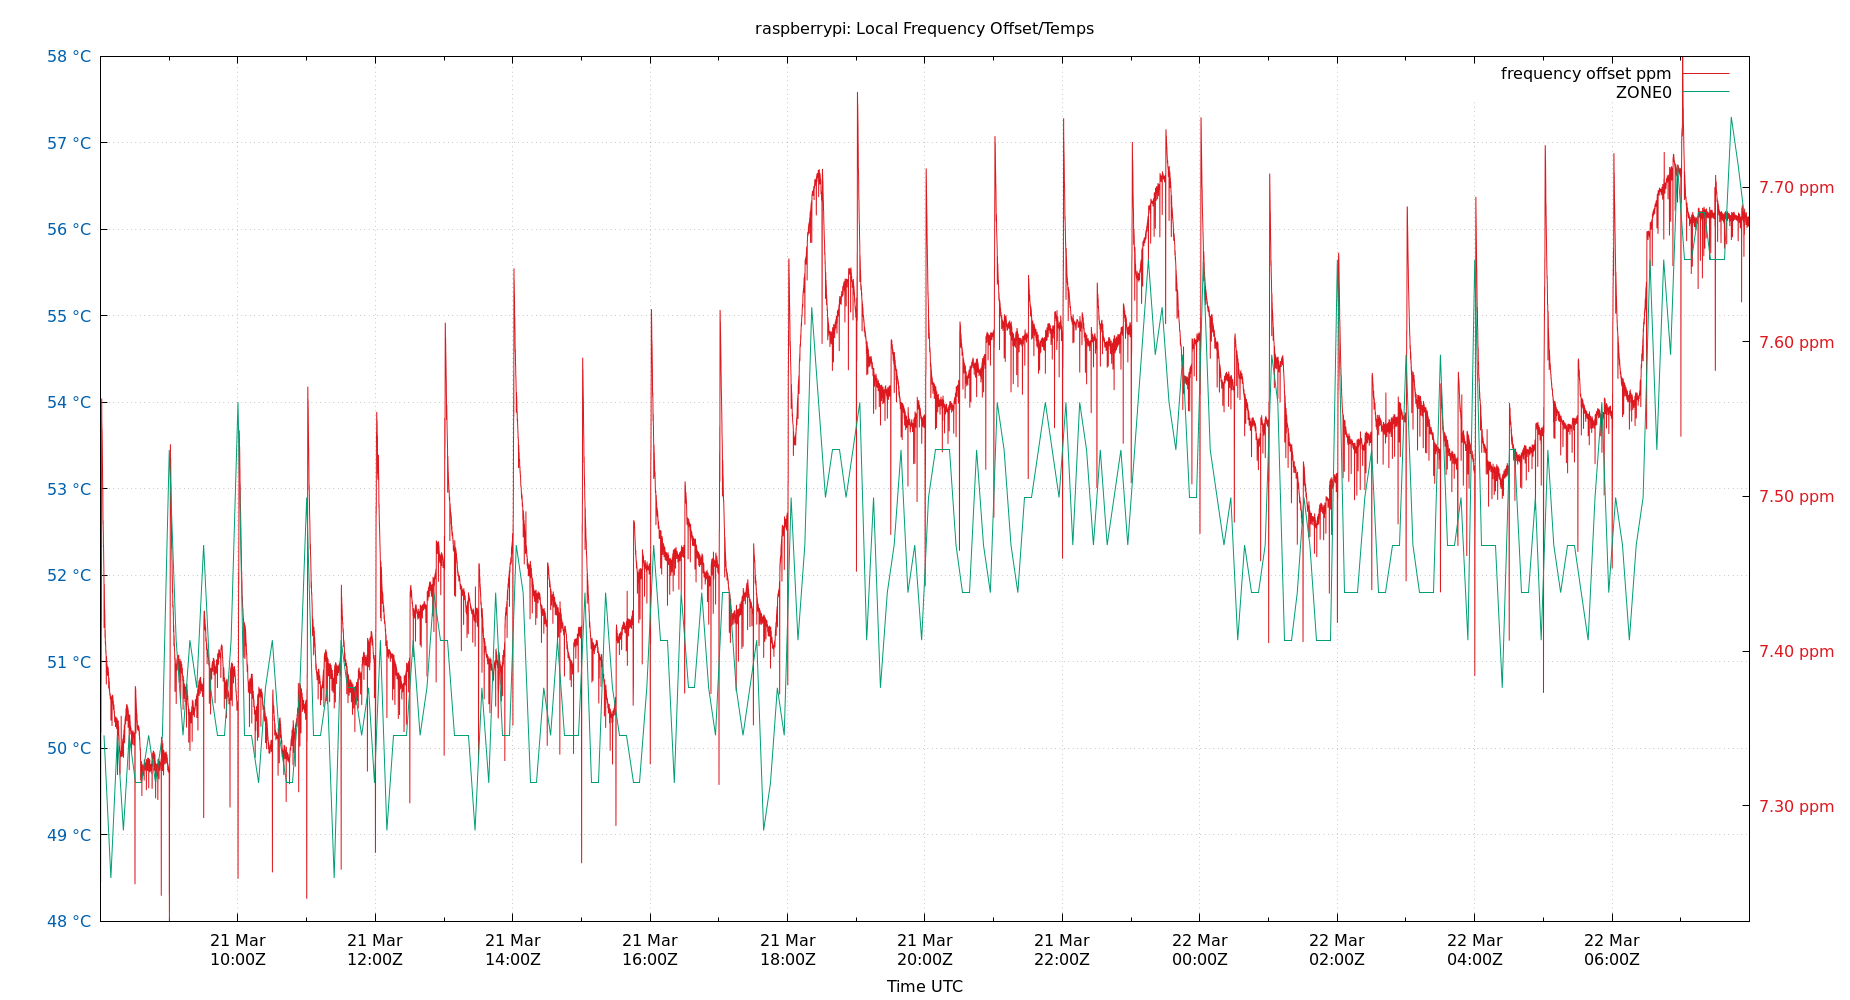 raspberrypi: Local Frequency Offset/Temps
58 °C
57 °C
56 °C
55 °C
54 °C
53 °C
52 °C
51 °C
50 °C
49 °C
48 °C
frequency offset ppm
ZONE0
7.70 ppm
7.60 ppm
7.50 ppm
7.40 ppm
7.30 ppm
21 Mar
10:00Z
21 Mar
12:00Z
21 Mar
14:00Z
21 Mar
16:00Z
21 Mar
18:00Z
21 Mar
20:00Z
21 Mar
22:00Z
22 Mar
00:00Z
22 Mar
02:00Z
22 Mar
04:00Z
22 Mar
06:00Z
Time UTC